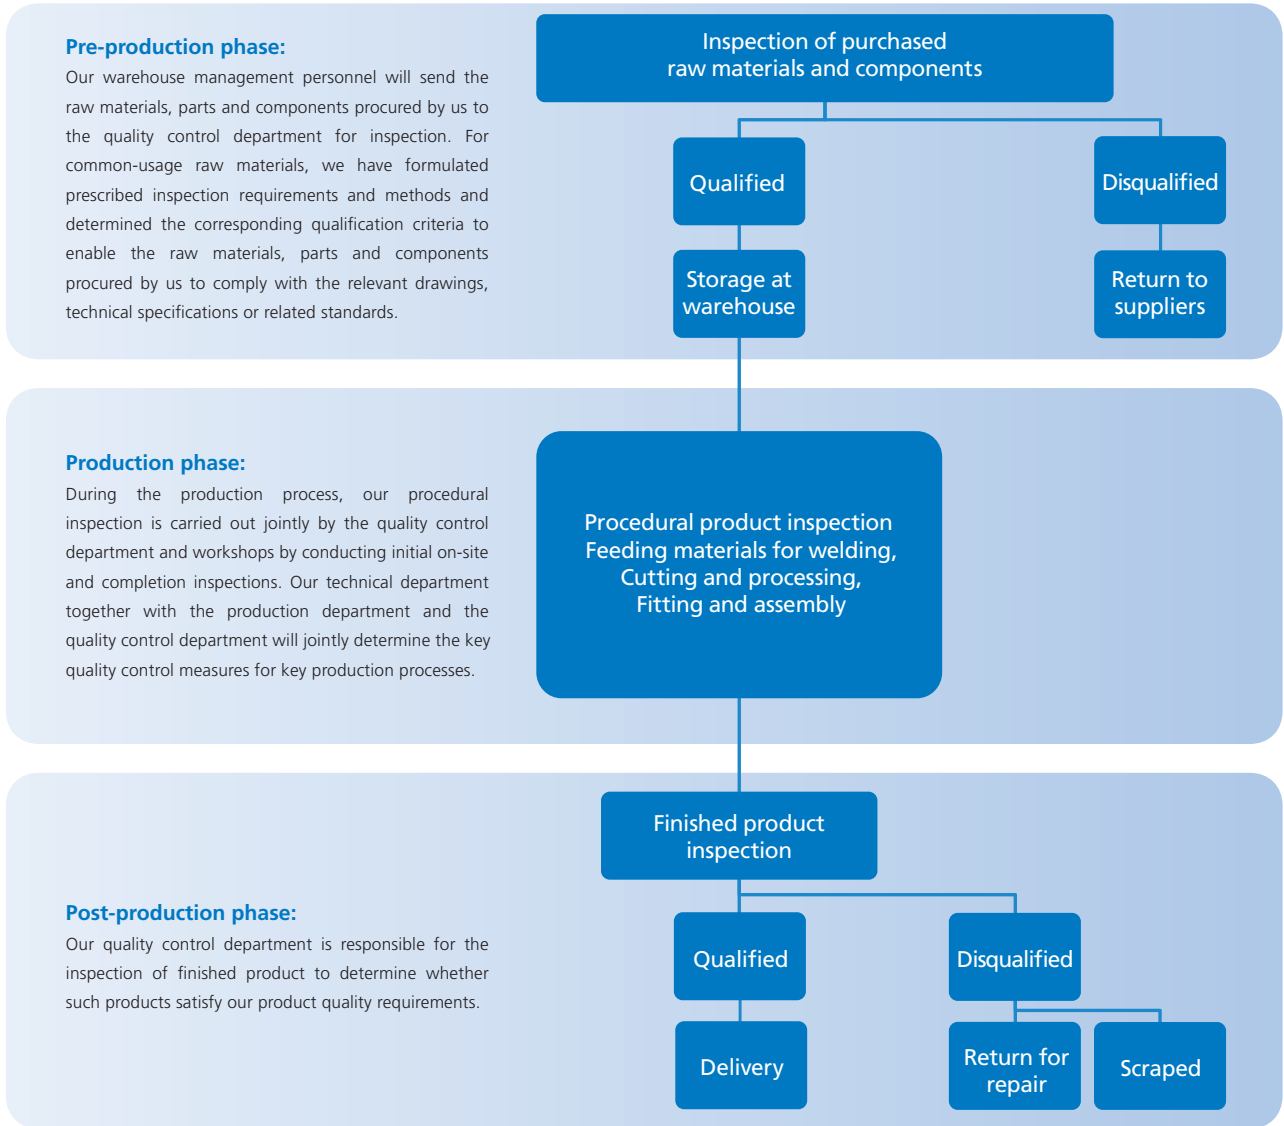 Pre-production phase:
Our warehouse management personnel will send the
raw materials, parts and components procured by us to
the quality control department for inspection. For
common-usage raw materials, we have formulated
prescribed inspection requirements and methods and
determined the corresponding qualification criteria to
enable the raw materials, parts and components
procured by us to comply with the relevant drawings,
technical specifications or related standards.
Inspection of purchased
raw materials and components
Qualified
Disqualified
Storage at
warehouse
Return to
suppliers
Production phase:
During the production process, our procedural
inspection is carried out jointly by the quality control
department and workshops by conducting initial on-site
and completion inspections. Our technical department
together with the production department and the
quality control department will jointly determine the key
quality control measures for key production processes.
Procedural product inspection
Feeding materials for welding,
Cutting and processing,
Fitting and assembly
Post-production phase:
Our quality control department is responsible for the
inspection of finished product to determine whether
such products satisfy our product quality requirements.
Finished product
inspection
Qualified
Disqualified
Delivery
Return for
repair
Scraped